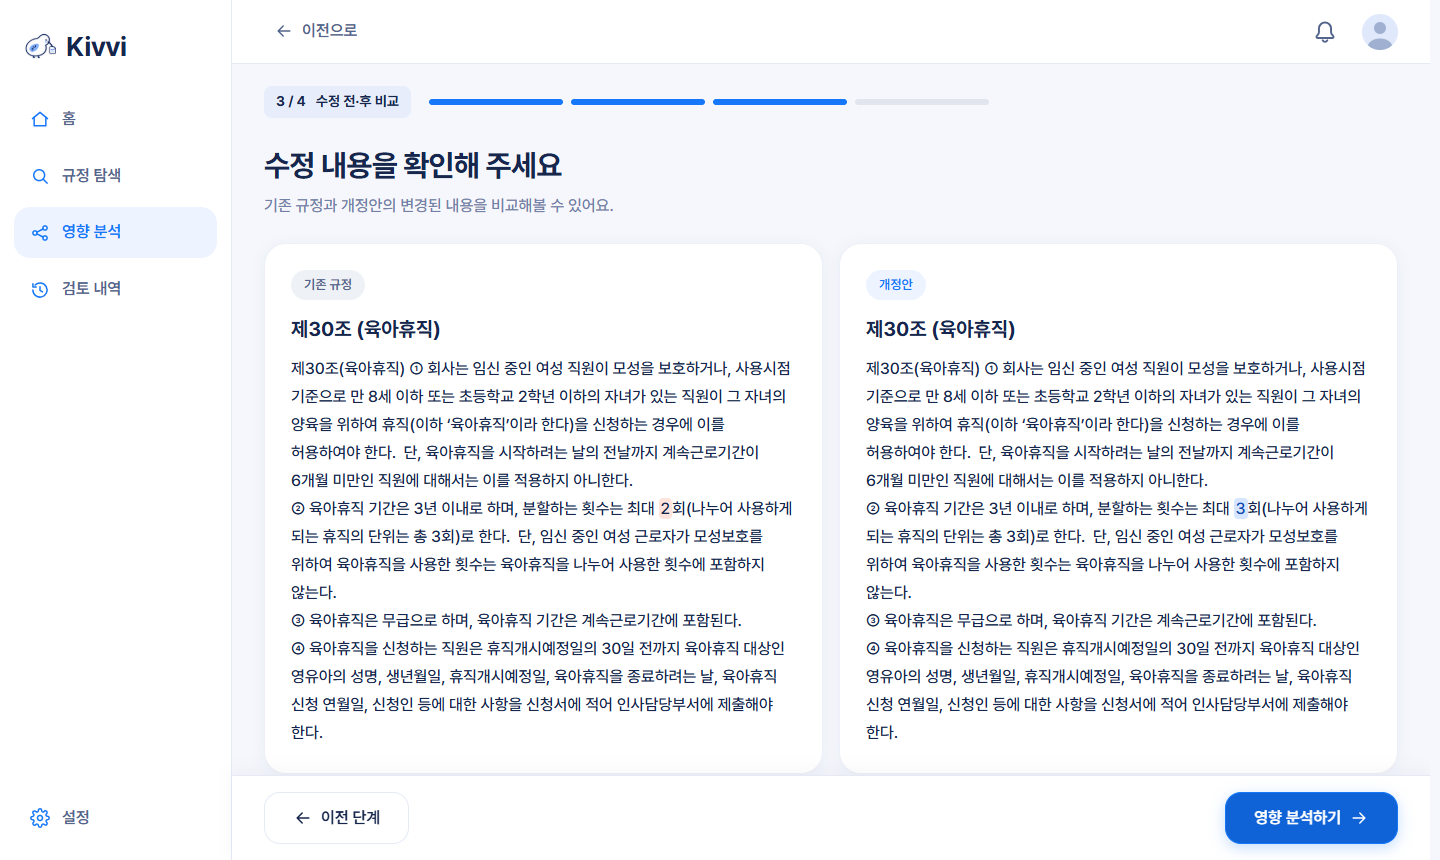 Kivvi
이전으로
홈
규정 탐색
영향 분석
검토 내역
설정
3 / 4 수정 전·후 비교
수정 내용을 확인해 주세요
기존 규정과 개정안의 변경된 내용을 비교해볼 수 있어요.
기존 규정
제30조 (육아휴직)
제30조(육아휴직) ① 회사는 임신 중인 여성 직원이 모성을 보호하거나, 사용시점
기준으로 만 8세 이하 또는 초등학교 2학년 이하의 자녀가 있는 직원이 그 자녀의
양육을 위하여 휴직(이하 ‘육아휴직’이라 한다)을 신청하는 경우에 이를
허용하여야 한다. 단, 육아휴직을 시작하려는 날의 전날까지 계속근로기간이
6개월 미만인 직원에 대해서는 이를 적용하지 아니한다.
② 육아휴직 기간은 3년 이내로 하며, 분할하는 횟수는 최대 2회(나누어 사용하게
되는 휴직의 단위는 총 3회)로 한다. 단, 임신 중인 여성 근로자가 모성보호를
위하여 육아휴직을 사용한 횟수는 육아휴직을 나누어 사용한 횟수에 포함하지
않는다.
③ 육아휴직은 무급으로 하며, 육아휴직 기간은 계속근로기간에 포함된다.
④ 육아휴직을 신청하는 직원은 휴직개시예정일의 30일 전까지 육아휴직 대상인
영유아의 성명, 생년월일, 휴직개시예정일, 육아휴직을 종료하려는 날, 육아휴직
신청 연월일, 신청인 등에 대한 사항을 신청서에 적어 인사담당부서에 제출해야
한다.
개정안
제30조 (육아휴직)
제30조(육아휴직) ① 회사는 임신 중인 여성 직원이 모성을 보호하거나, 사용시점
기준으로 만 8세 이하 또는 초등학교 2학년 이하의 자녀가 있는 직원이 그 자녀의
양육을 위하여 휴직(이하 ‘육아휴직’이라 한다)을 신청하는 경우에 이를
허용하여야 한다. 단, 육아휴직을 시작하려는 날의 전날까지 계속근로기간이
6개월 미만인 직원에 대해서는 이를 적용하지 아니한다.
② 육아휴직 기간은 3년 이내로 하며, 분할하는 횟수는 최대 3회(나누어 사용하게
되는 휴직의 단위는 총 3회)로 한다. 단, 임신 중인 여성 근로자가 모성보호를
위하여 육아휴직을 사용한 횟수는 육아휴직을 나누어 사용한 횟수에 포함하지
않는다.
③ 육아휴직은 무급으로 하며, 육아휴직 기간은 계속근로기간에 포함된다.
④ 육아휴직을 신청하는 직원은 휴직개시예정일의 30일 전까지 육아휴직 대상인
영유아의 성명, 생년월일, 휴직개시예정일, 육아휴직을 종료하려는 날, 육아휴직
신청 연월일, 신청인 등에 대한 사항을 신청서에 적어 인사담당부서에 제출해야
한다.
이전 단계
영향 분석하기